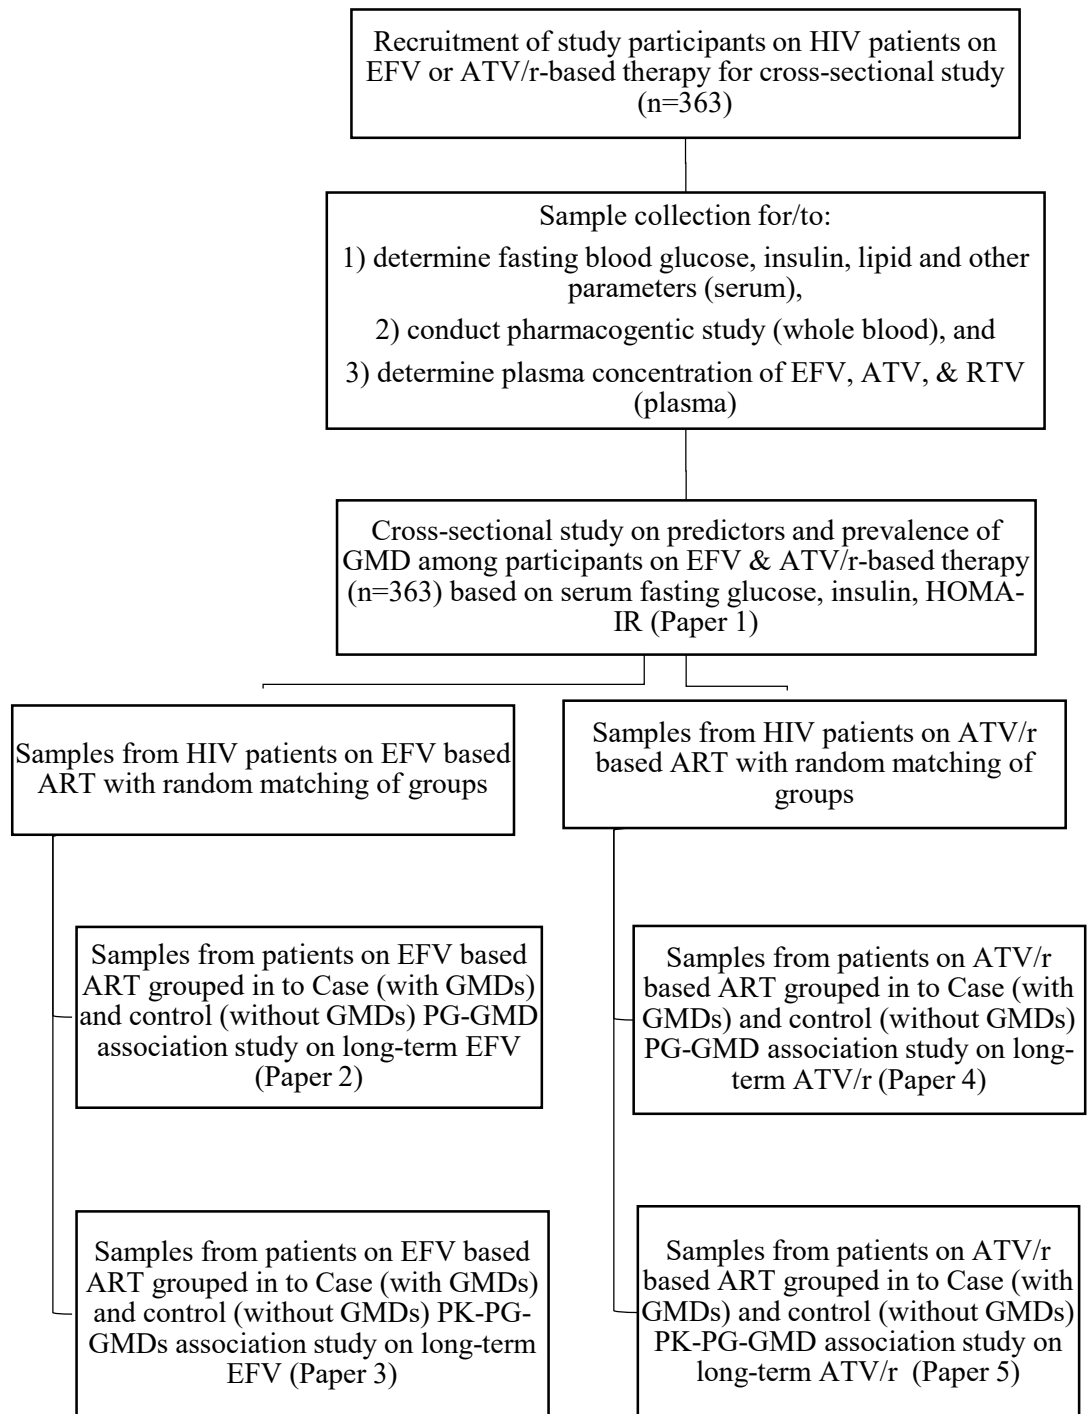 Recruitment of study participants on HIV patients on
EFV or ATV/r-based therapy for cross-sectional study
(n=363)
Sample collection for/to:
1) determine fasting blood glucose, insulin, lipid and other
parameters (serum),
2) conduct pharmacogentic study (whole blood), and
3) determine plasma concentration of EFV, ATV, & RTV
(plasma)
Cross-sectional study on predictors and prevalence of
GMD among participants on EFV & ATV/r-based therapy
(n=363) based on serum fasting glucose, insulin, HOMA-
IR (Paper 1)
Samples from HIV patients on EFV based
ART with random matching of groups
Samples from HIV patients on ATV/r
based ART with random matching of
groups
Samples from patients on EFV based
ART grouped in to Case (with GMDs)
and control (without GMDs) PG-GMD
association study on long-term EFV
(Paper 2)
Samples from patients on ATV/r
based ART grouped in to Case (with
GMDs) and control (without GMDs)
PG-GMD association study on long-
term ATV/r (Paper 4)
Samples from patients on EFV based
ART grouped in to Case (with GMDs)
and control (without GMDs) PK-PG-
GMDs association study on long-term
EFV (Paper 3)
Samples from patients on ATV/r
based ART grouped in to Case (with
GMDs) and control (without GMDs)
PK-PG-GMD association study on
long-term ATV/r (Paper 5)